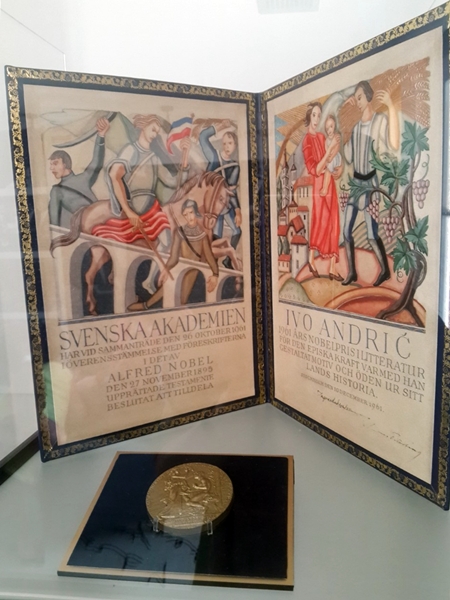 SVENSKA AKADEMIEN
HAR VID SAMMANTRÄDE DEN 26 OKTOBER 1961
I ÖVERENSSTÄMMELSE MED FÖRESKRIFTERNA
I DET AV
ALFRED NOBEL
DEN 27 NOVEMBER 1895
UPPRÄTTADE TESTAMENTE
BESLUTAT ATT TILLDELA
IVO ANDRIĆ
1961 ÅRS NOBELPRIS I LITTERATUR
FÖR DEN EPISKA KRAFT VARMED HAN
GESTALTAT MOTIV OCH ÖDEN UR SITT
LANDS HISTORIA.
DECEMBER 1961